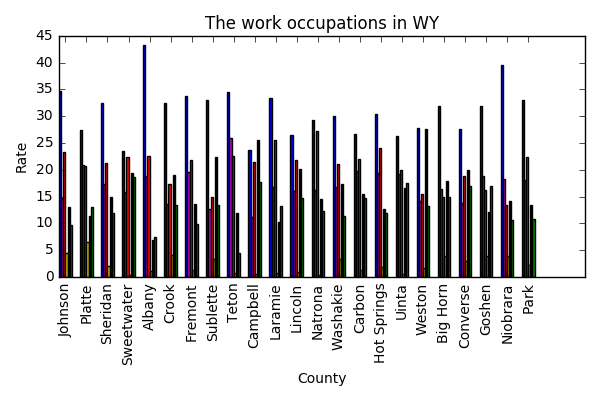 The work occupations in WY
45
40
35
30
25
20
15
10
5
0
Rate
Johnson
Platte
Sheridan
Sweetwater
Albany
Crook
Fremont
Sublette
Teton
Campbell
Laramie
Lincoln
Natrona
Washakie
Carbon
Hot Springs
Uinta
Weston
Big Horn
Converse
Goshen
Niobrara
Park
County